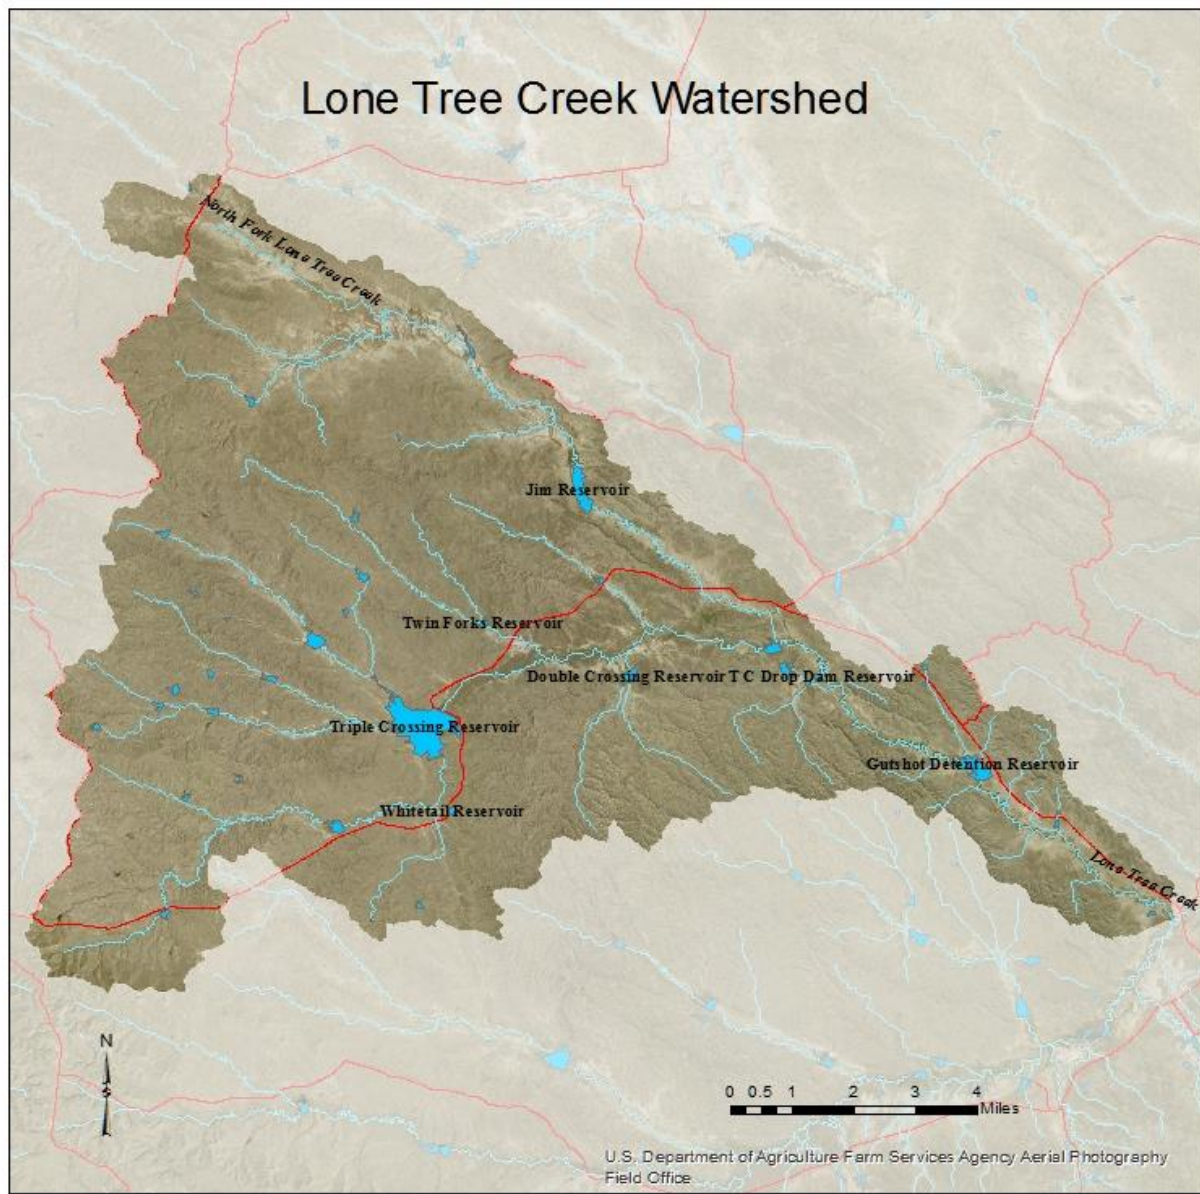 Lone Tree Creek Watershed
North Fork Lone Tree Creek
Jim Reservoir
Twin Forks Reservoir
Double Crossing Reservoir
T C Drop Dam Reservoir
Triple Crossing Reservoir
Gutshot Detention Reservoir
Whitetail Reservoir
Lone Tree Creek
N
S
0 0.5 1 2 3 4
Miles
U.S. Department of Agriculture Farm Services Agency Aerial Photography
Field Office